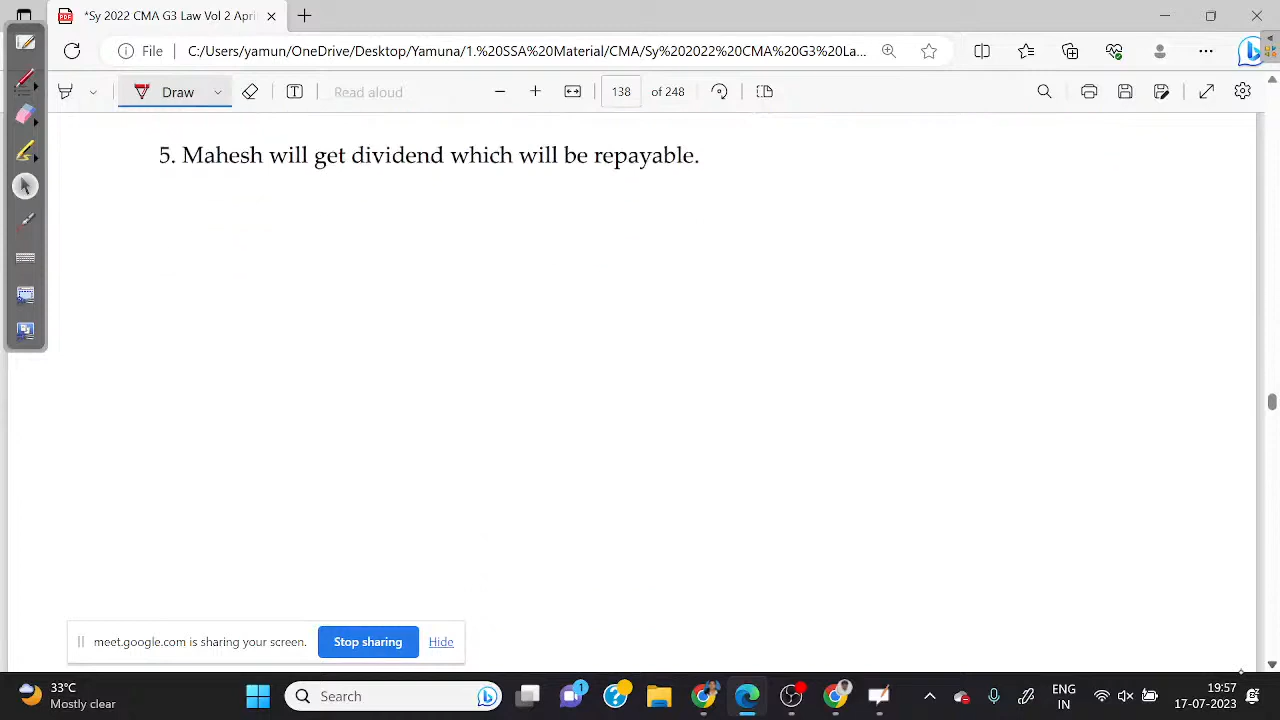 *Sy 2022 CMA G3 Law Vol 2 Apri
File
C:/Users/yamun/OneDrive/Desktop/Yamuna/1.%20SSA%20Material/CMA/Sy%202022%20CMA%20G3%20La...
Draw
Read aloud
138 of 248
5. Mahesh will get dividend which will be repayable.
meet.google.com is sharing your screen. Stop sharing Hide
33°C
Mostly clear
Search
1
ENG
IN
19:57
17-07-2023